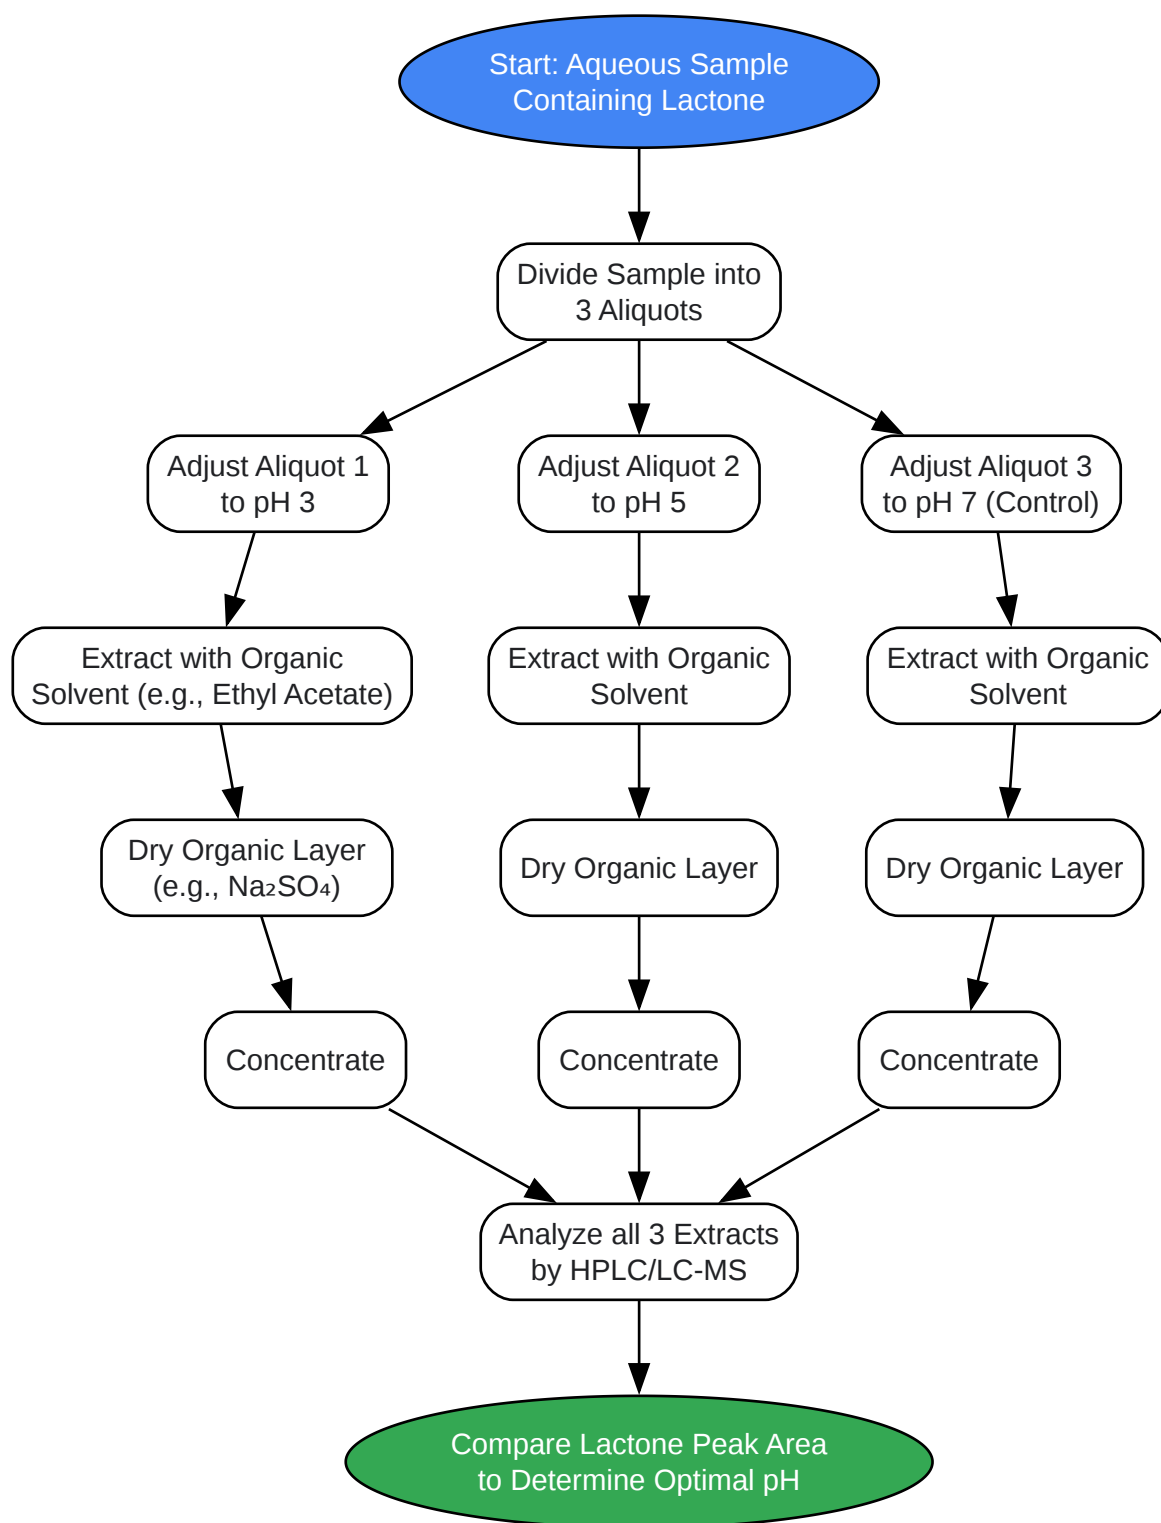 Start: Aqueous Sample
Containing Lactone
Divide Sample into
3 Aliquots
Adjust Aliquot 1
to pH 3
Adjust Aliquot 2
to pH 5
Adjust Aliquot 3
to pH 7 (Control)
Extract with Organic
Solvent (e.g., Ethyl Acetate)
Extract with Organic
Solvent
Extract with Organic
Solvent
Dry Organic Layer
(e.g., Na₂SO₄)
Dry Organic Layer
Dry Organic Layer
Concentrate
Concentrate
Concentrate
Analyze all 3 Extracts
by HPLC/LC-MS
Compare Lactone Peak Area
to Determine Optimal pH